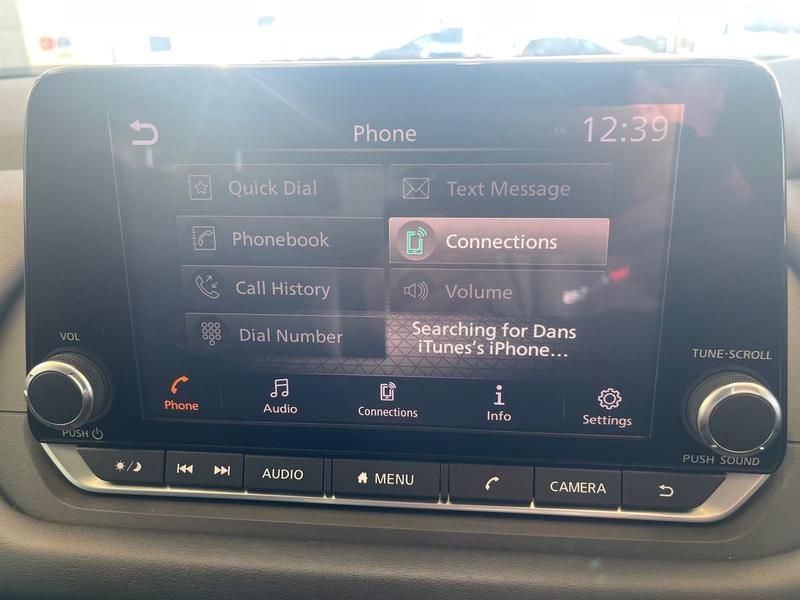 Phone
TA 12:39
Quick Dial
Text Message
Phonebook
Connections
Call History
Volume
Dial Number
Searching for Dans
iTunes's iPhone...
VOL
TUNE·SCROLL
Phone
Audio
Connections
Info
Settings
PUSH
PUSH SOUND
AUDIO
MENU
CAMERA